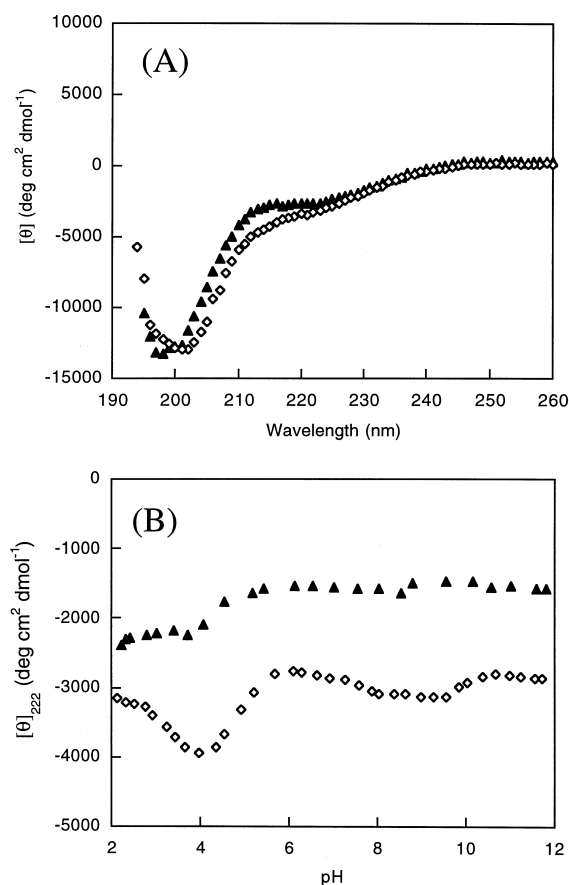 (A)
10000
5000
0
-5000
-10000
-15000
[θ] (deg cm² dmol⁻¹)
190 200 210 220 230 240 250 260
Wavelength (nm)
(B)
0
-1000
-2000
-3000
-4000
-5000
[θ]₂₂₂ (deg cm² dmol⁻¹)
2 4 6 8 10 12
pH